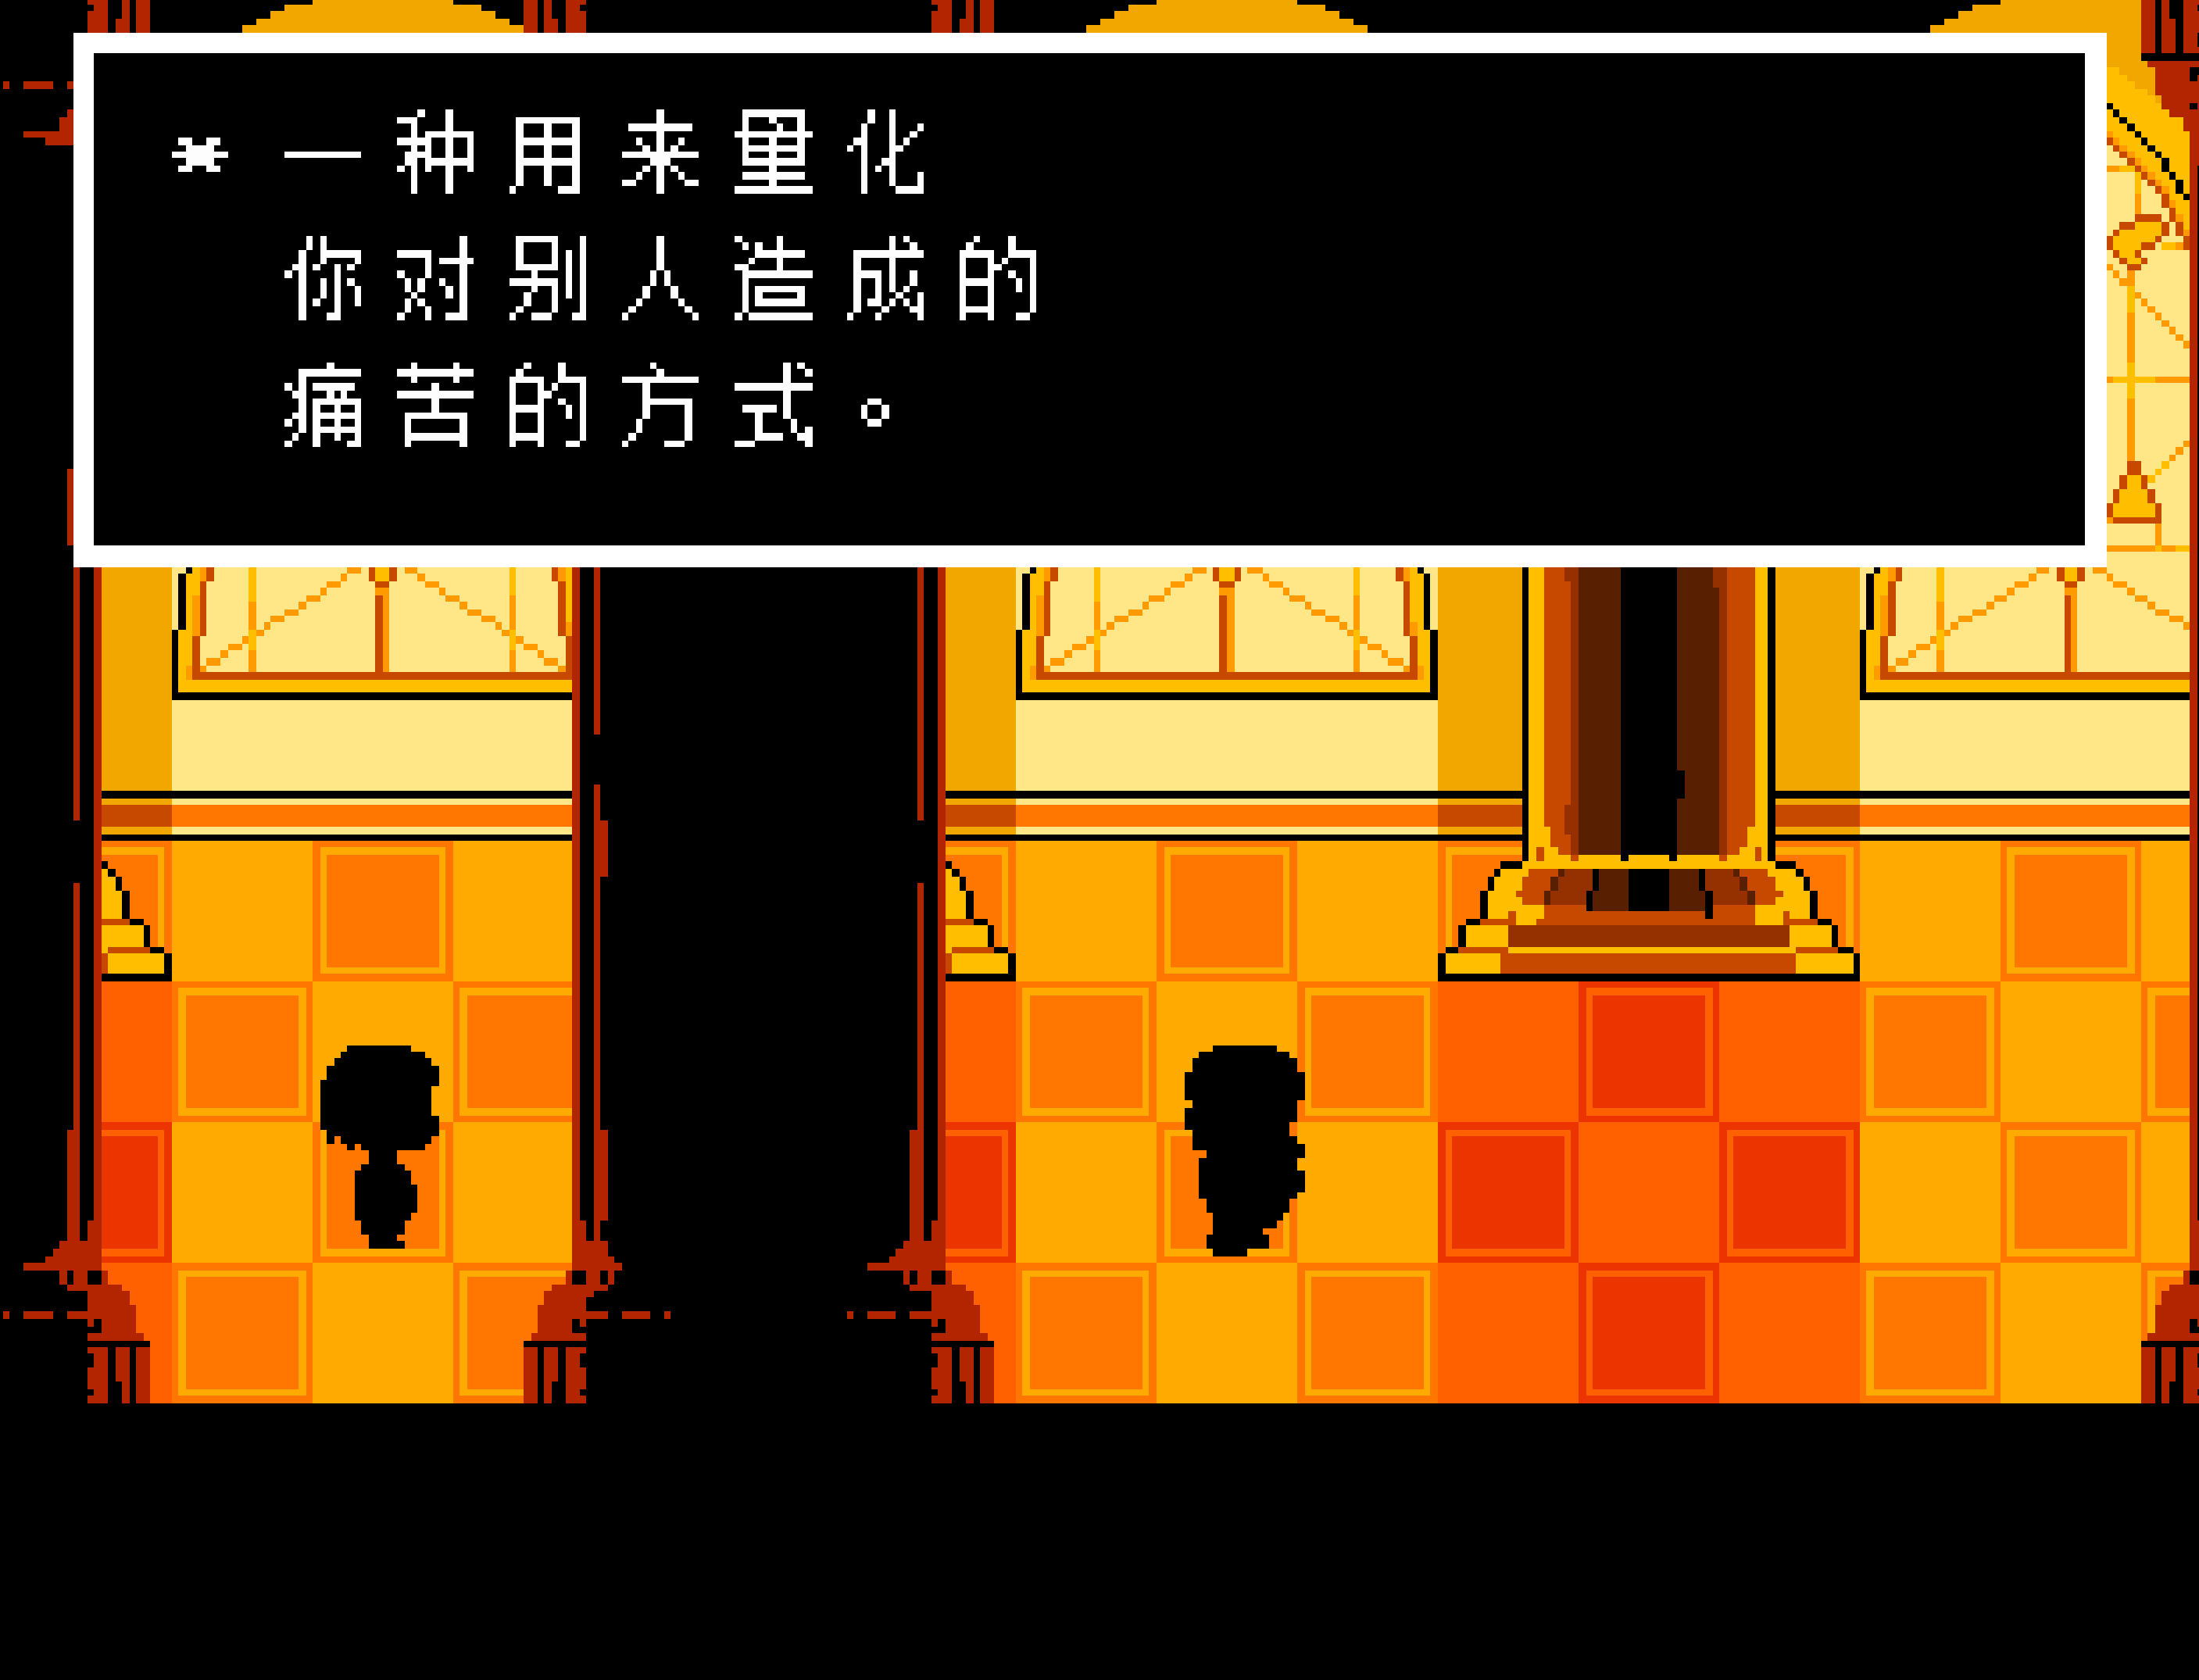 * 一种用来量化
你对别人造成的
痛苦的方式。